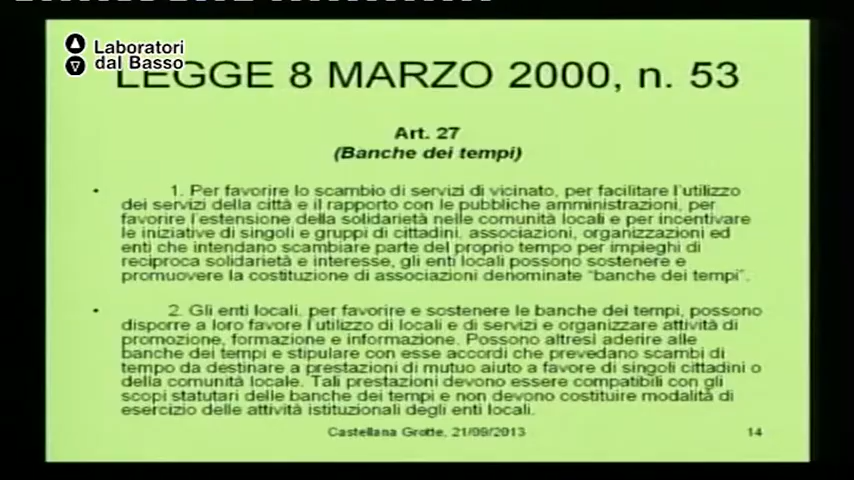 Laboratori
dal Basso
LEGGE 8 MARZO 2000, n. 53
Art. 27
(Banche dei tempi)
• 1. Per favorire lo scambio di servizi di vicinato, per facilitare l'utilizzo
dei servizi della città e il rapporto con le pubbliche amministrazioni, per
favorire l'estensione della solidarietà nelle comunità locali e per incentivare
le iniziative di singoli e gruppi di cittadini, associazioni, organizzazioni ed
enti che intendano scambiare parte del proprio tempo per impieghi di
reciproca solidarietà e interesse, gli enti locali possono sostenere e
promuovere la costituzione di associazioni denominate "banche dei tempi".
• 2. Gli enti locali, per favorire e sostenere le banche dei tempi, possono
disporre a loro favore l'utilizzo di locali e di servizi e organizzare attività di
promozione, formazione e informazione. Possono altresì aderire alle
banche dei tempi e stipulare con esse accordi che prevedano scambi di
tempo da destinare a prestazioni di mutuo aiuto a favore di singoli cittadini o
della comunità locale. Tali prestazioni devono essere compatibili con gli
scopi statutari delle banche dei tempi e non devono costituire modalità di
esercizio delle attività istituzionali degli enti locali.
Castellana Grotte, 21/09/2013
14